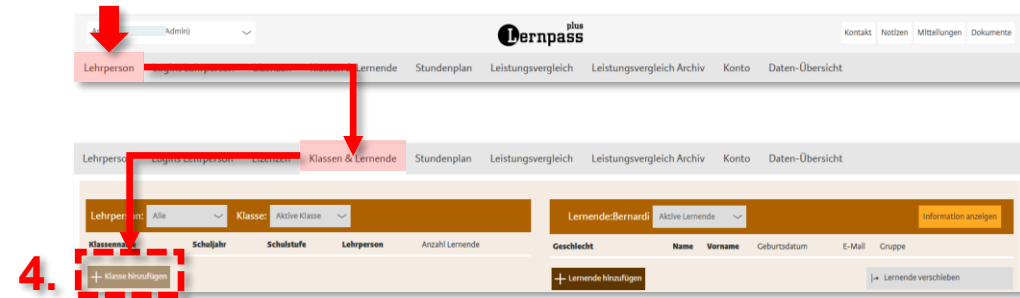 Admin)
Lernpass plus
Kontakt Notizen Mitteilungen Dokumente
Lehrperson Logins Lehrperson Lizenzen Klassen & Lernende Stundenplan Leistungsvergleich Leistungsvergleich Archiv Konto Daten-Übersicht
Lehrperson Logins Lehrperson Lizenzen Klassen & Lernende Stundenplan Leistungsvergleich Leistungsvergleich Archiv Konto Daten-Übersicht
Lehrperson: Alle Klasse: Aktive Klasse
Lernende:Bernardi Aktive Lernende Information anzeigen
Klassenname Schuljahr Schulstufe Lehrperson Anzahl Lernende
Geschlecht Name Vorname Geburtsdatum E-Mail Gruppe
4. + Klasse hinzufügen
+ Lernende hinzufügen Lernende verschieben